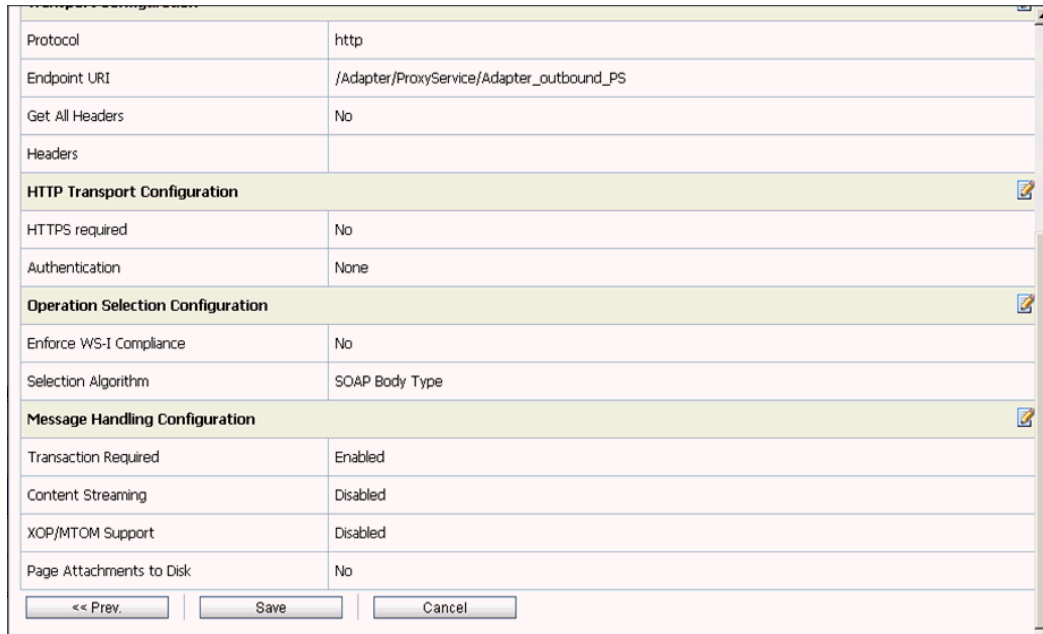 Transport Configuration
Protocol http
Endpoint URI /Adapter/ProxyService/Adapter_outbound_PS
Get All Headers No
Headers
HTTP Transport Configuration
HTTPS required No
Authentication None
Operation Selection Configuration
Enforce WS-I Compliance No
Selection Algorithm SOAP Body Type
Message Handling Configuration
Transaction Required Enabled
Content Streaming Disabled
XOP/MTOM Support Disabled
Page Attachments to Disk No
<< Prev. Save Cancel